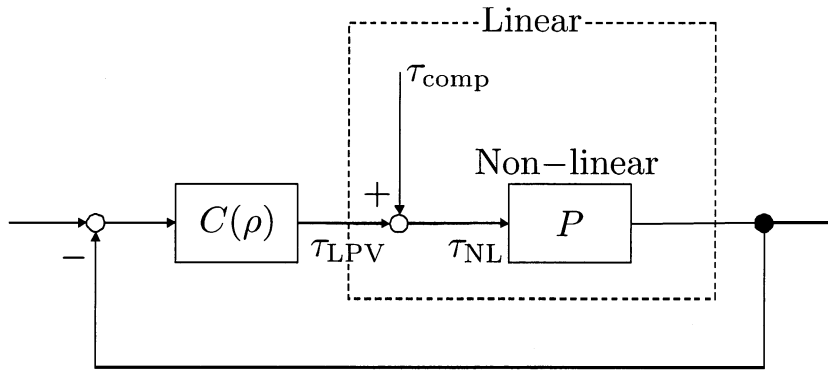 Linear
τcomp
Non–linear
+
C(ρ)
P
τLPV
τNL
−